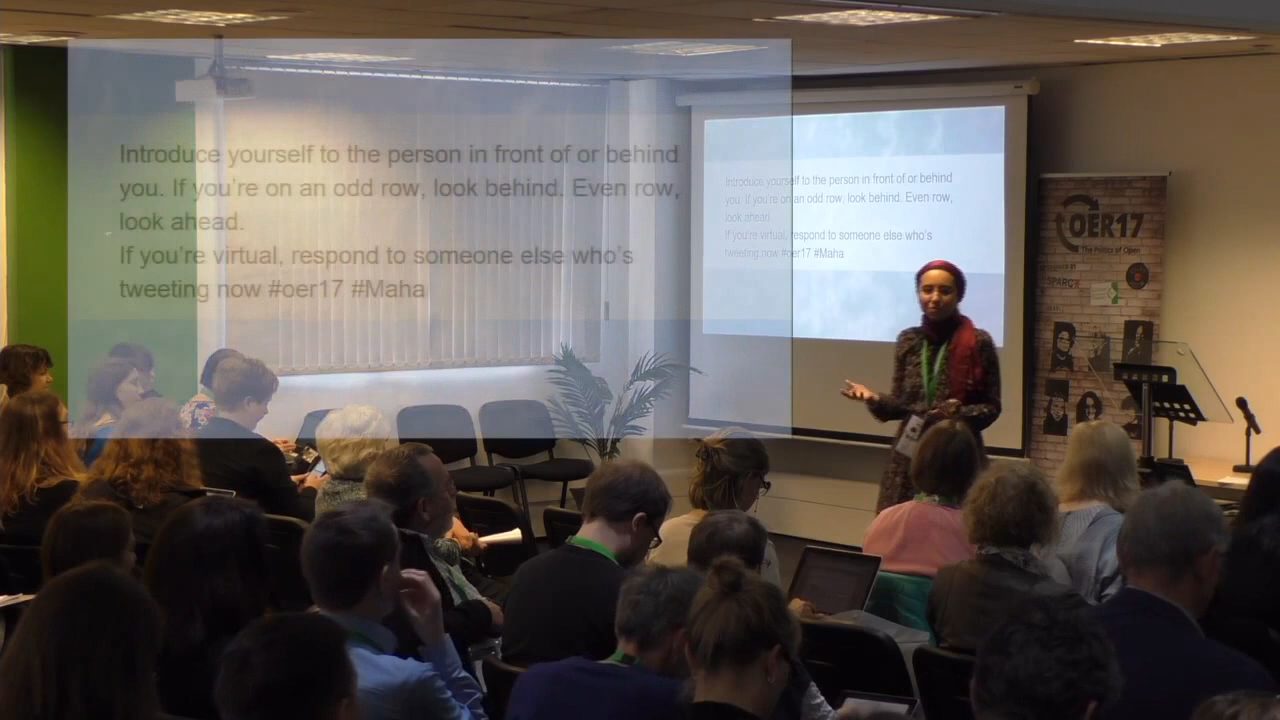 Introduce yourself to the person in front of or behind
you. If you're on an odd row, look behind. Even row,
look ahead.
If you're virtual, respond to someone else who's
tweeting now #oer17 #Maha
Introduce yourself to the person in front of or behind
you. If you're on an odd row, look behind. Even row,
look ahead.
If you're virtual, respond to someone else who's
tweeting now #oer17 #Maha
OER17
The Politics of Open
SPARC